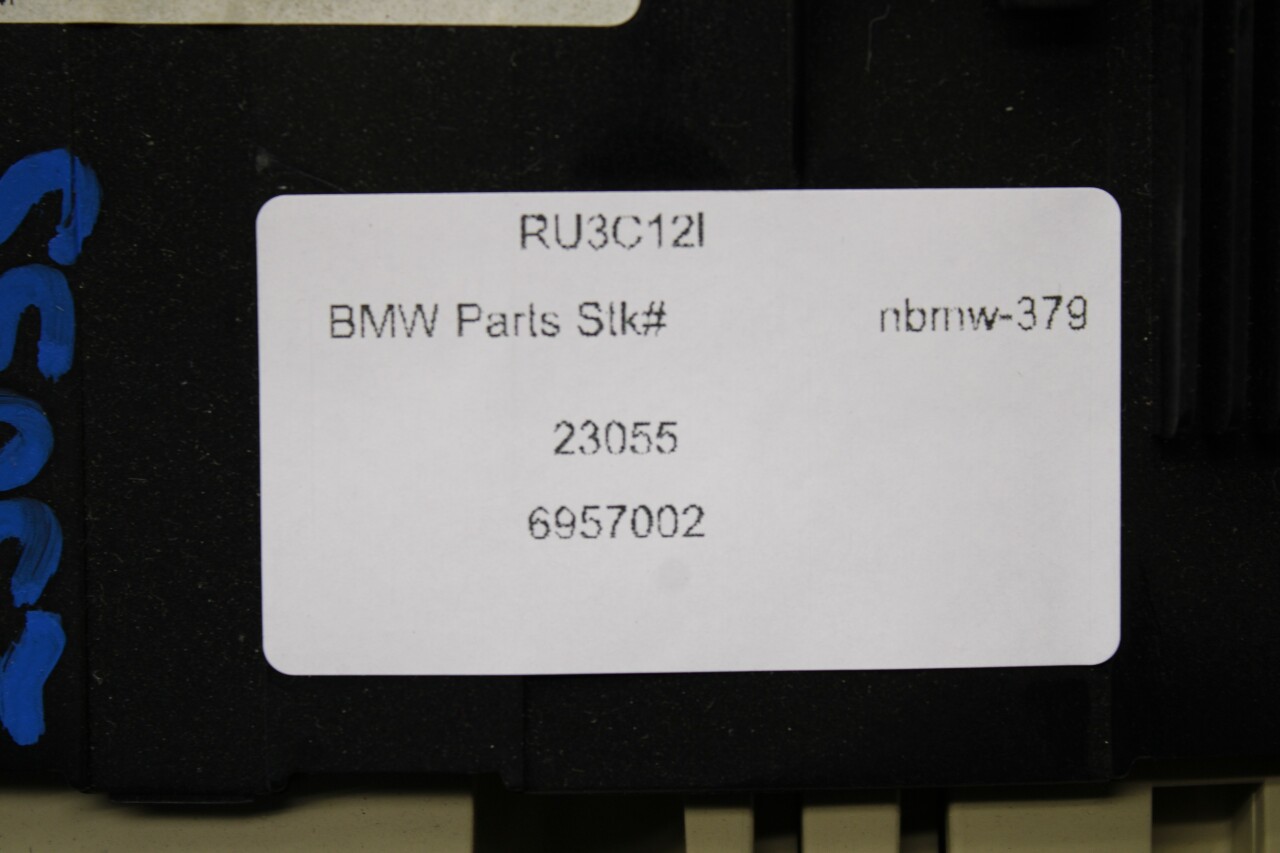 RU3C12I
BMW Parts Stk# nbmw-379
23055
6957002